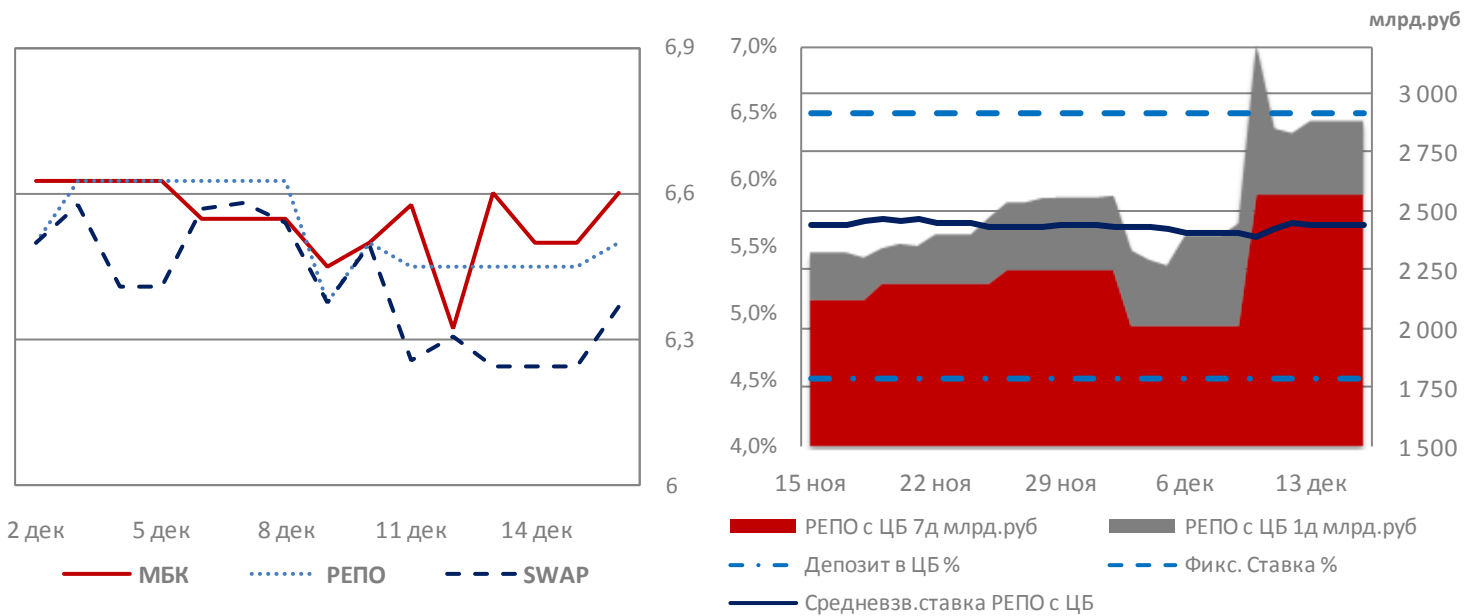 6,9
6,6
6,3
6
2 дек 5 дек 8 дек 11 дек 14 дек
МБК РЕПО SWAP
млрд.руб
7,0%
6,5%
6,0%
5,5%
5,0%
4,5%
4,0%
3 000
2 750
2 500
2 250
2 000
1 750
1 500
15 ноя 22 ноя 29 ноя 6 дек 13 дек
РЕПО с ЦБ 7д млрд.руб РЕПО с ЦБ 1д млрд.руб
Депозит в ЦБ % Фикс. Ставка %
Средневзв.ставка РЕПО с ЦБ